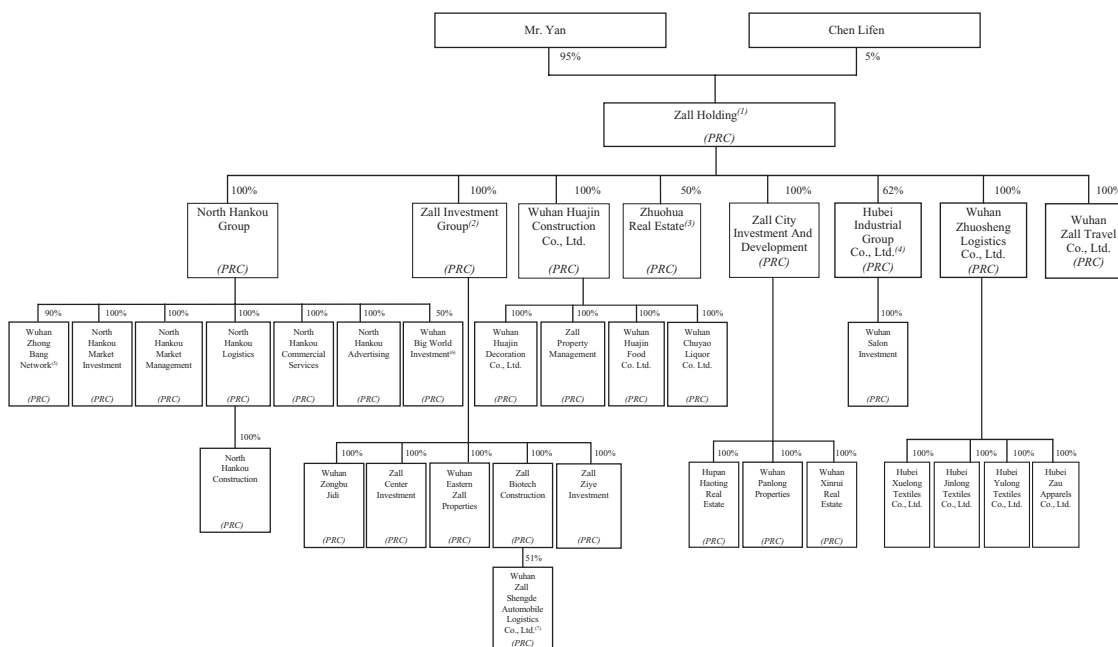 Mr. Yan
Chen Lifen
95%
5%
Zall Holding(1)
(PRC)
100%
100%
100%
50%
100%
62%
100%
100%
North Hankou
Group
(PRC)
Zall Investment
Group(2)
(PRC)
Wuhan Huajin
Construction
Co., Ltd.
(PRC)
Zhuohua
Real Estate(3)
(PRC)
Zall City
Investment And
Development
(PRC)
Hubei
Industrial
Group
Co., Ltd.(4)
(PRC)
Wuhan
Zhuosheng
Logistics
Co., Ltd.
(PRC)
Wuhan
Zall Travel
Co., Ltd.
(PRC)
90%
100%
100%
100%
100%
100%
50%
100%
100%
100%
100%
100%
Wuhan
Zhong
Bang
Network(5)
(PRC)
North
Hankou
Market
Investment
(PRC)
North
Hankou
Market
Management
(PRC)
North
Hankou
Logistics
(PRC)
North
Hankou
Commercial
Services
(PRC)
North
Hankou
Advertising
(PRC)
Wuhan
Big World
Investment(6)
(PRC)
Wuhan
Huajin
Decoration
Co., Ltd.
(PRC)
Zall
Property
Management
(PRC)
Wuhan
Huajin
Food
Co. Ltd.
(PRC)
Wuhan
Chuyao
Liquor
Co. Ltd.
(PRC)
Wuhan
Salon
Investment
(PRC)
100%
North
Hankou
Construction
(PRC)
100%
100%
100%
100%
100%
Wuhan
Zongbu
Jidi
(PRC)
Zall
Center
Investment
(PRC)
Wuhan
Eastern
Zall
Properties
(PRC)
Zall
Biotech
Construction
(PRC)
Zall
Ziye
Investment
(PRC)
100%
100%
100%
Hupan
Haoting
Real
Estate
(PRC)
Wuhan
Panlong
Properties
(PRC)
Wuhan
Xinrui
Real
Estate
(PRC)
100%
100%
100%
100%
Hubei
Xuelong
Textiles
Co., Ltd.
(PRC)
Hubei
Jinlong
Textiles
Co., Ltd.
(PRC)
Hubei
Yulong
Textiles
Co., Ltd.
(PRC)
Hubei
Zau
Apparels
Co., Ltd.
(PRC)
51%
Wuhan
Zall
Shengde
Automobile
Logistics
Co., Ltd.(7)
(PRC)